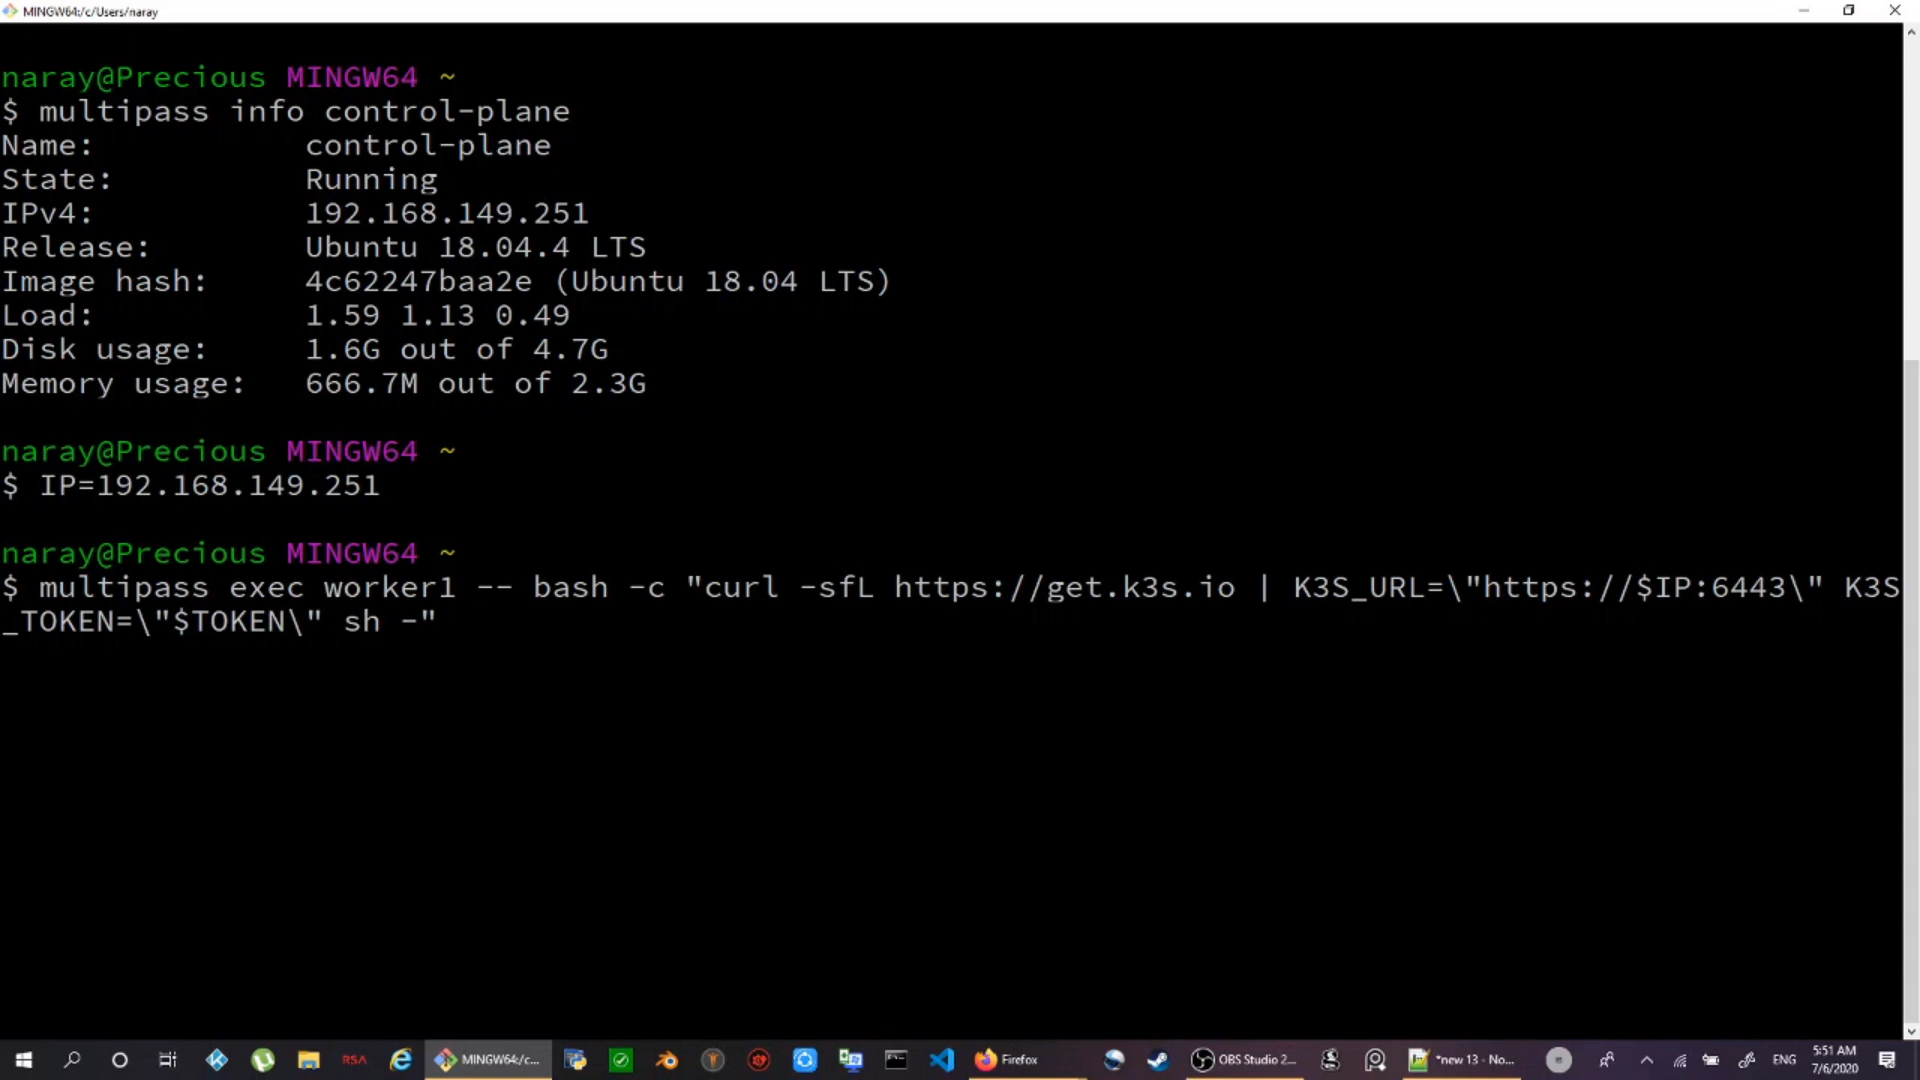 MINGW64:/c/Users/naray
naray@Precious MINGW64 ~
$ multipass info control-plane
Name: control-plane
State: Running
IPv4: 192.168.149.251
Release: Ubuntu 18.04.4 LTS
Image hash: 4c62247baa2e (Ubuntu 18.04 LTS)
Load: 1.59 1.13 0.49
Disk usage: 1.6G out of 4.7G
Memory usage: 666.7M out of 2.3G
naray@Precious MINGW64 ~
$ IP=192.168.149.251
naray@Precious MINGW64 ~
$ multipass exec worker1 -- bash -c "curl -sfL https://get.k3s.io | K3S_URL=\"https://$IP:6443\" K3S
_TOKEN=\"$TOKEN\" sh -"
RSA MINGW64:/c... Firefox OBS Studio 2... *new 13 - No... ENG 5:51 AM
7/6/2020